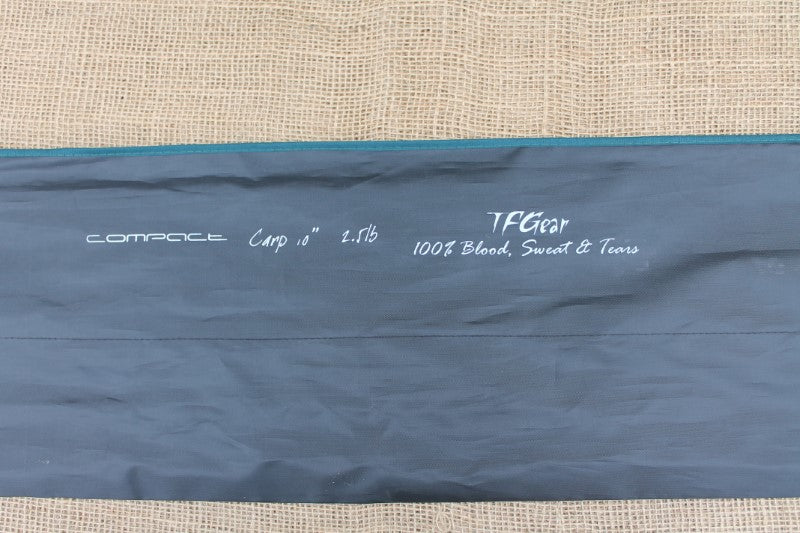 compact Carp 10" 2.5lb
TFGear
100% Blood, Sweat & Tears